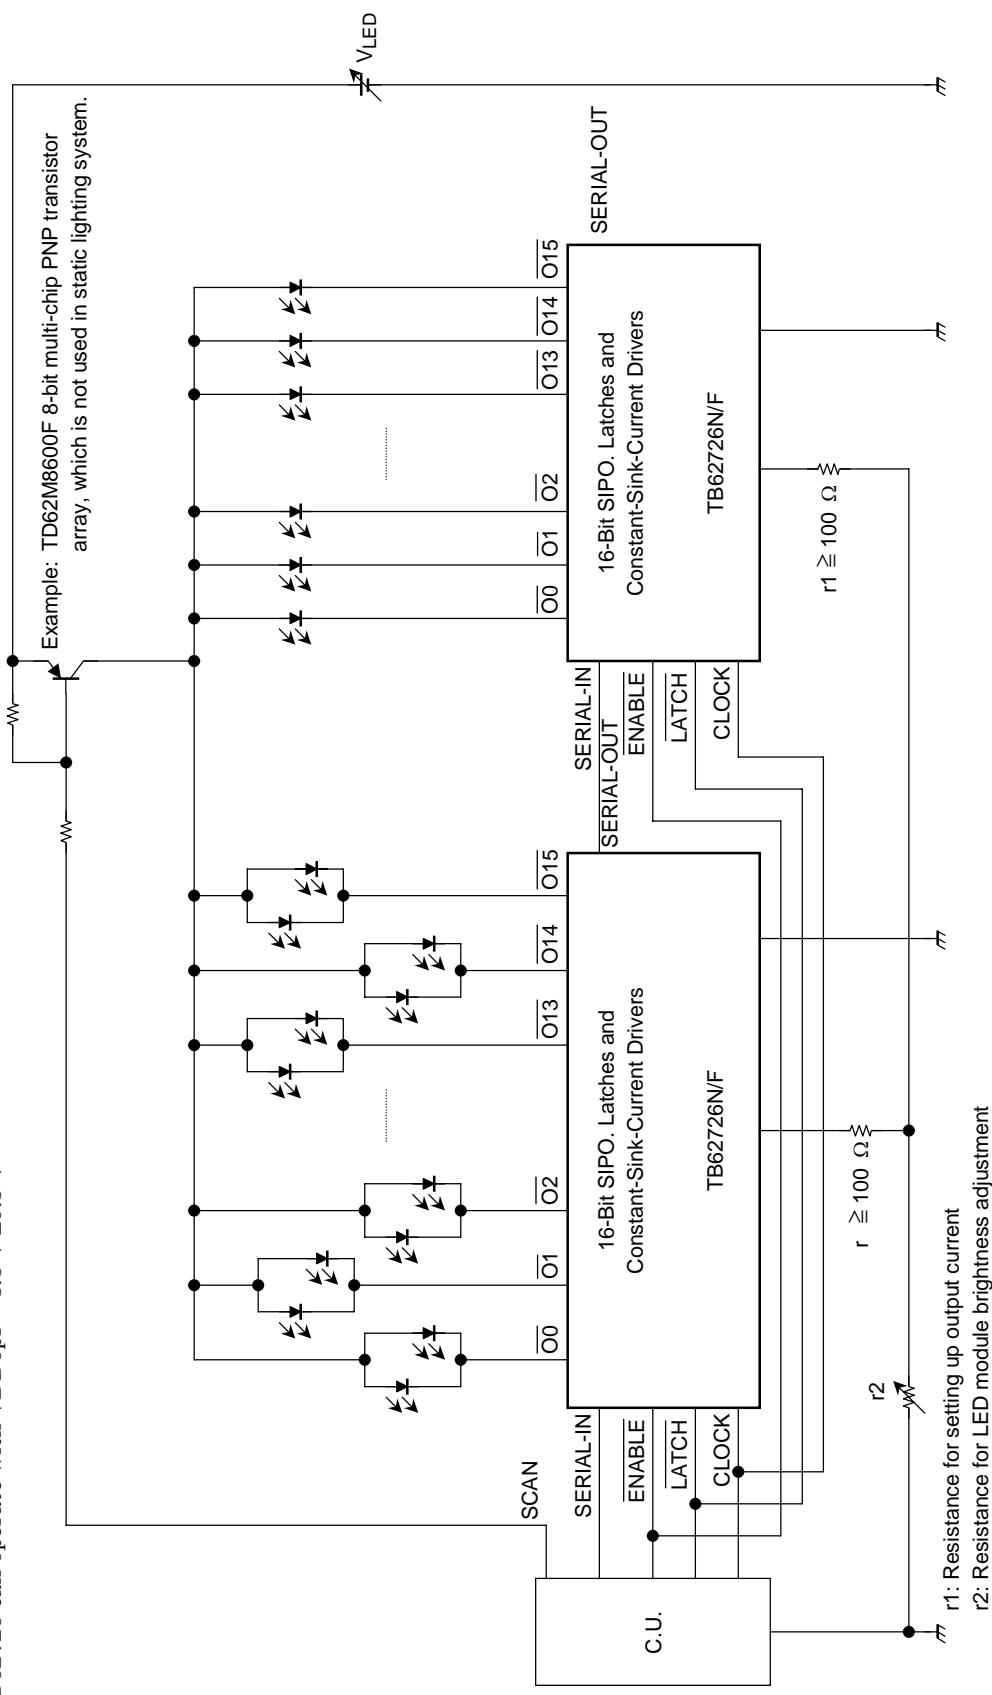 Example: TD62M8600F 8-bit multi-chip PNP transistor
array, which is not used in static lighting system.
VLED
SCAN
C.U.
SERIAL-IN
ENABLE
LATCH
CLOCK
O0
O1
O2
O13
O14
O15
16-Bit SIPO. Latches and
Constant-Sink-Current Drivers
TB62726N/F
SERIAL-OUT
SERIAL-IN
ENABLE
LATCH
CLOCK
O0
O1
O2
O13
O14
O15
16-Bit SIPO. Latches and
Constant-Sink-Current Drivers
TB62726N/F
SERIAL-OUT
r2
r ≧ 100 Ω
r1 ≧ 100 Ω
r1: Resistance for setting up output current
r2: Resistance for LED module brightness adjustment